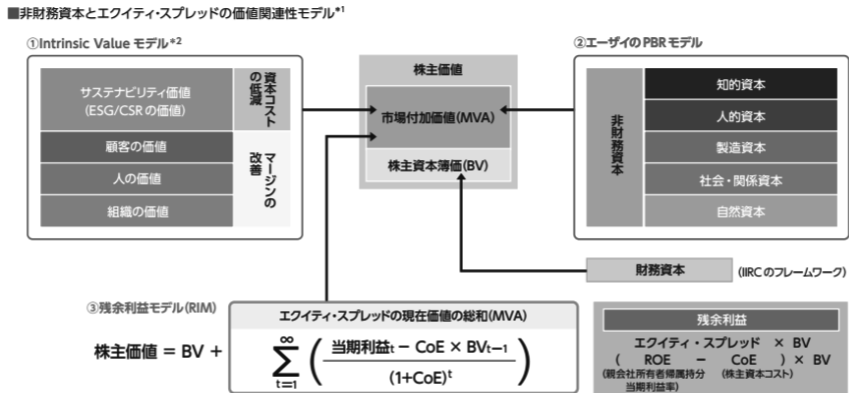 ■非財務資本とエクイティ・スプレッドの価値関連性モデル*1
①Intrinsic Value モデル*2
サステナビリティ価値
(ESG/CSRの価値)
資本コスト
の低減
顧客の価値
人の価値
組織の価値
マージンの
改善
株主価値
市場付加価値(MVA)
株主資本簿価(BV)
②エーザイのPBRモデル
非財務資本
知的資本
人的資本
製造資本
社会・関係資本
自然資本
財務資本 (IIRCのフレームワーク)
③残余利益モデル(RIM)
株主価値 = BV +
エクイティ・スプレッドの現在価値の総和(MVA)
∞
Σ
t=1
( 当期利益t − CoE × BVt−1 )
(1+CoE)t
残余利益
エクイティ・スプレッド × BV
( ROE − CoE ) × BV
(親会社所有者帰属持分 (株主資本コスト)
当期利益率)